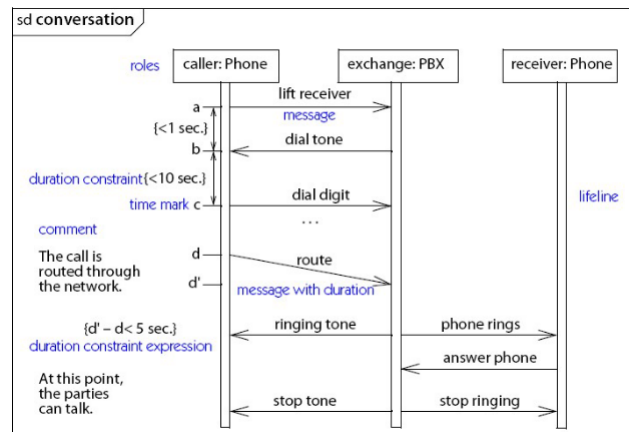 sd conversation
roles
caller: Phone
exchange: PBX
receiver: Phone
a
lift receiver
message
{<1 sec.}
b
dial tone
duration constraint {<10 sec.}
lifeline
time mark c
dial digit
...
comment
The call is
routed through
the network.
d
route
d'
message with duration
{d' – d< 5 sec.}
ringing tone
phone rings
duration constraint expression
answer phone
At this point,
the parties
can talk.
stop tone
stop ringing